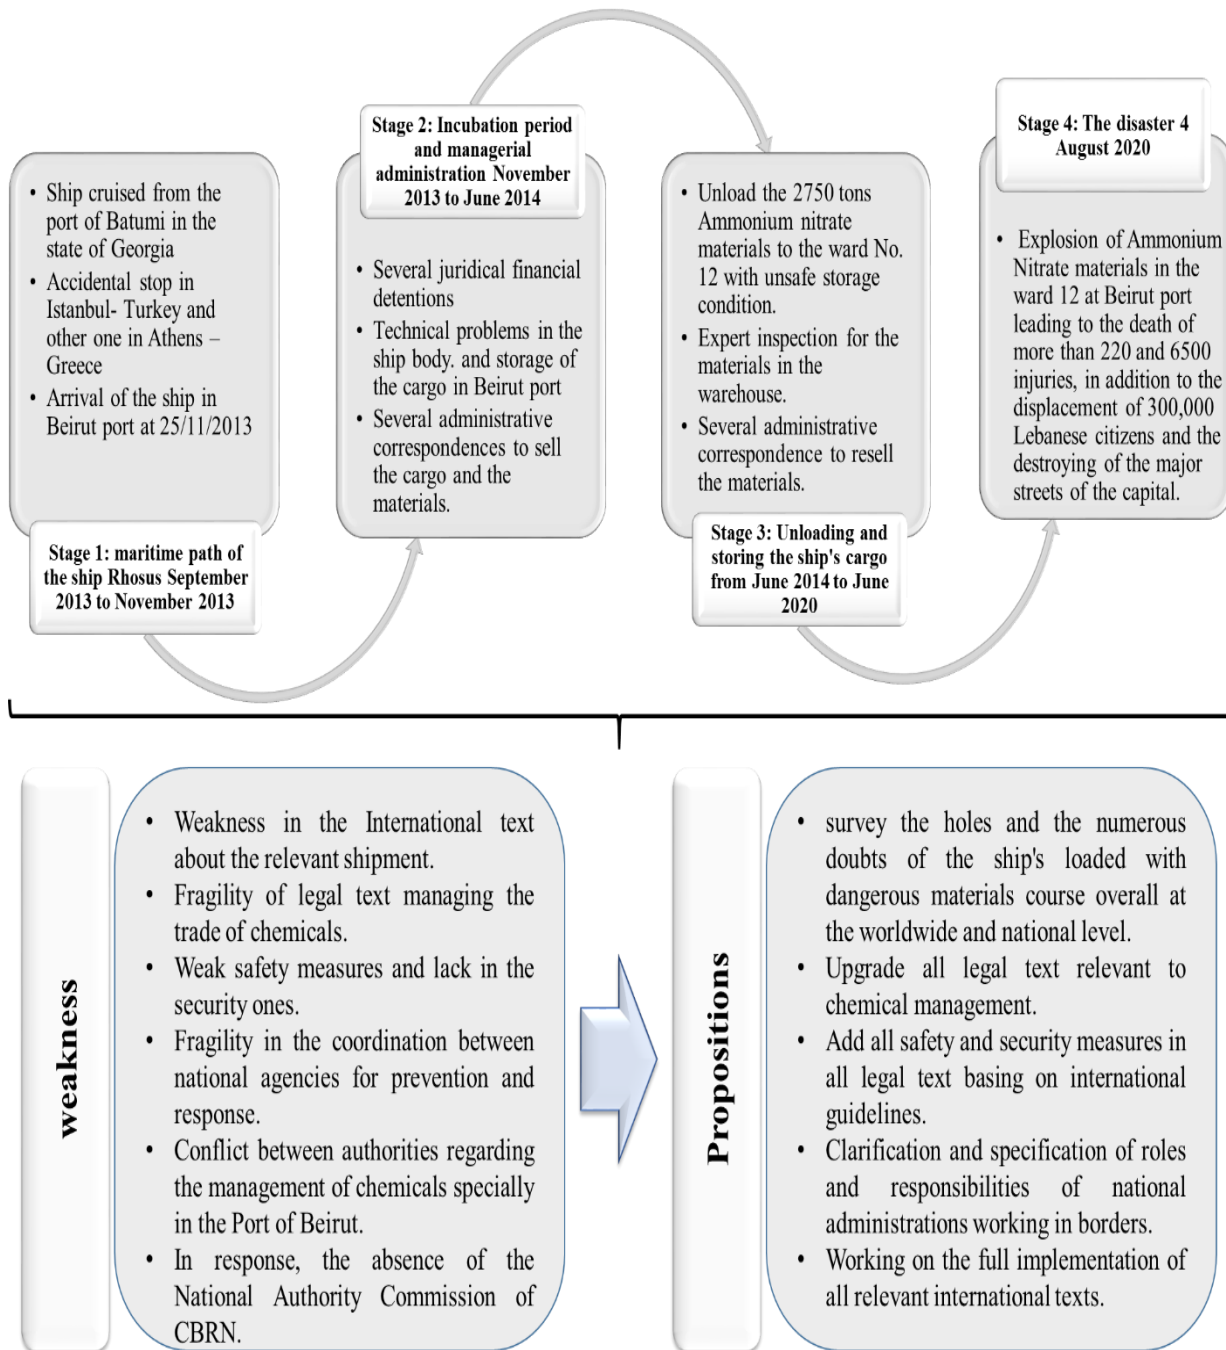 • Ship cruised from the
port of Batumi in the
state of Georgia
• Accidental stop in
Istanbul- Turkey and
other one in Athens –
Greece
• Arrival of the ship in
Beirut port at 25/11/2013
Stage 1: maritime path of
the ship Rhosus September
2013 to November 2013
Stage 2: Incubation period
and managerial
administration November
2013 to June 2014
• Several juridical financial
detentions
• Technical problems in the
ship body. and storage of
the cargo in Beirut port
• Several administrative
correspondences to sell
the cargo and the
materials.
• Unload the 2750 tons
Ammonium nitrate
materials to the ward No.
12 with unsafe storage
condition.
• Expert inspection for the
materials in the
warehouse.
• Several administrative
correspondence to resell
the materials.
Stage 3: Unloading and
storing the ship's cargo
from June 2014 to June
2020
Stage 4: The disaster 4
August 2020
• Explosion of Ammonium
Nitrate materials in the
ward 12 at Beirut port
leading to the death of
more than 220 and 6500
injuries, in addition to the
displacement of 300,000
Lebanese citizens and the
destroying of the major
streets of the capital.
weakness
• Weakness in the International text
about the relevant shipment.
• Fragility of legal text managing the
trade of chemicals.
• Weak safety measures and lack in the
security ones.
• Fragility in the coordination between
national agencies for prevention and
response.
• Conflict between authorities regarding
the management of chemicals specially
in the Port of Beirut.
• In response, the absence of the
National Authority Commission of
CBRN.
Propositions
• survey the holes and the numerous
doubts of the ship's loaded with
dangerous materials course overall at
the worldwide and national level.
• Upgrade all legal text relevant to
chemical management.
• Add all safety and security measures in
all legal text basing on international
guidelines.
• Clarification and specification of roles
and responsibilities of national
administrations working in borders.
• Working on the full implementation of
all relevant international texts.